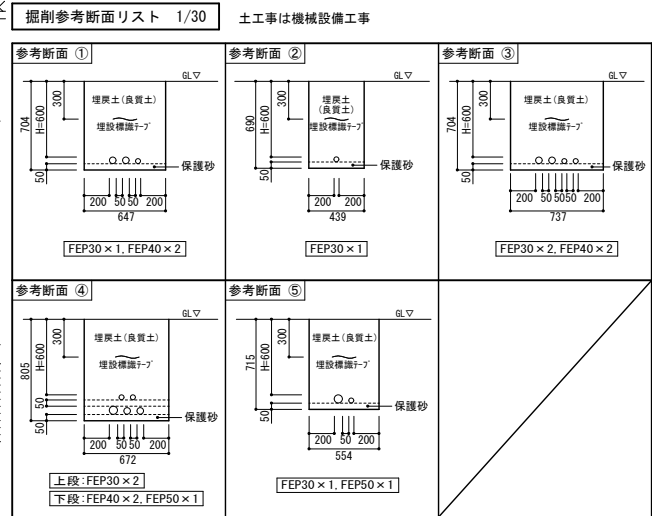 掘削参考断面リスト 1/30
土工事は機械設備工事
参考断面 ①
GL▽
704
H=600
300
50
埋戻土(良質土)
埋設標識テープ
保護砂
200 50 50 200
647
FEP30×1, FEP40×2
参考断面 ②
GL▽
690
H=600
300
50
埋戻土
(良質土)
埋設標識テープ
保護砂
200 200
439
FEP30×1
参考断面 ③
GL▽
704
H=600
300
50
埋戻土(良質土)
埋設標識テープ
保護砂
200 50 50 50 200
737
FEP30×2, FEP40×2
参考断面 ④
GL▽
805
H=600
300
50
50
埋戻土(良質土)
埋設標識テープ
保護砂
200 50 50 200
672
上段:FEP30×2
下段:FEP40×2, FEP50×1
参考断面 ⑤
GL▽
715
H=600
300
50
埋戻土(良質土)
埋設標識テープ
保護砂
200 50 200
554
FEP30×1, FEP50×1